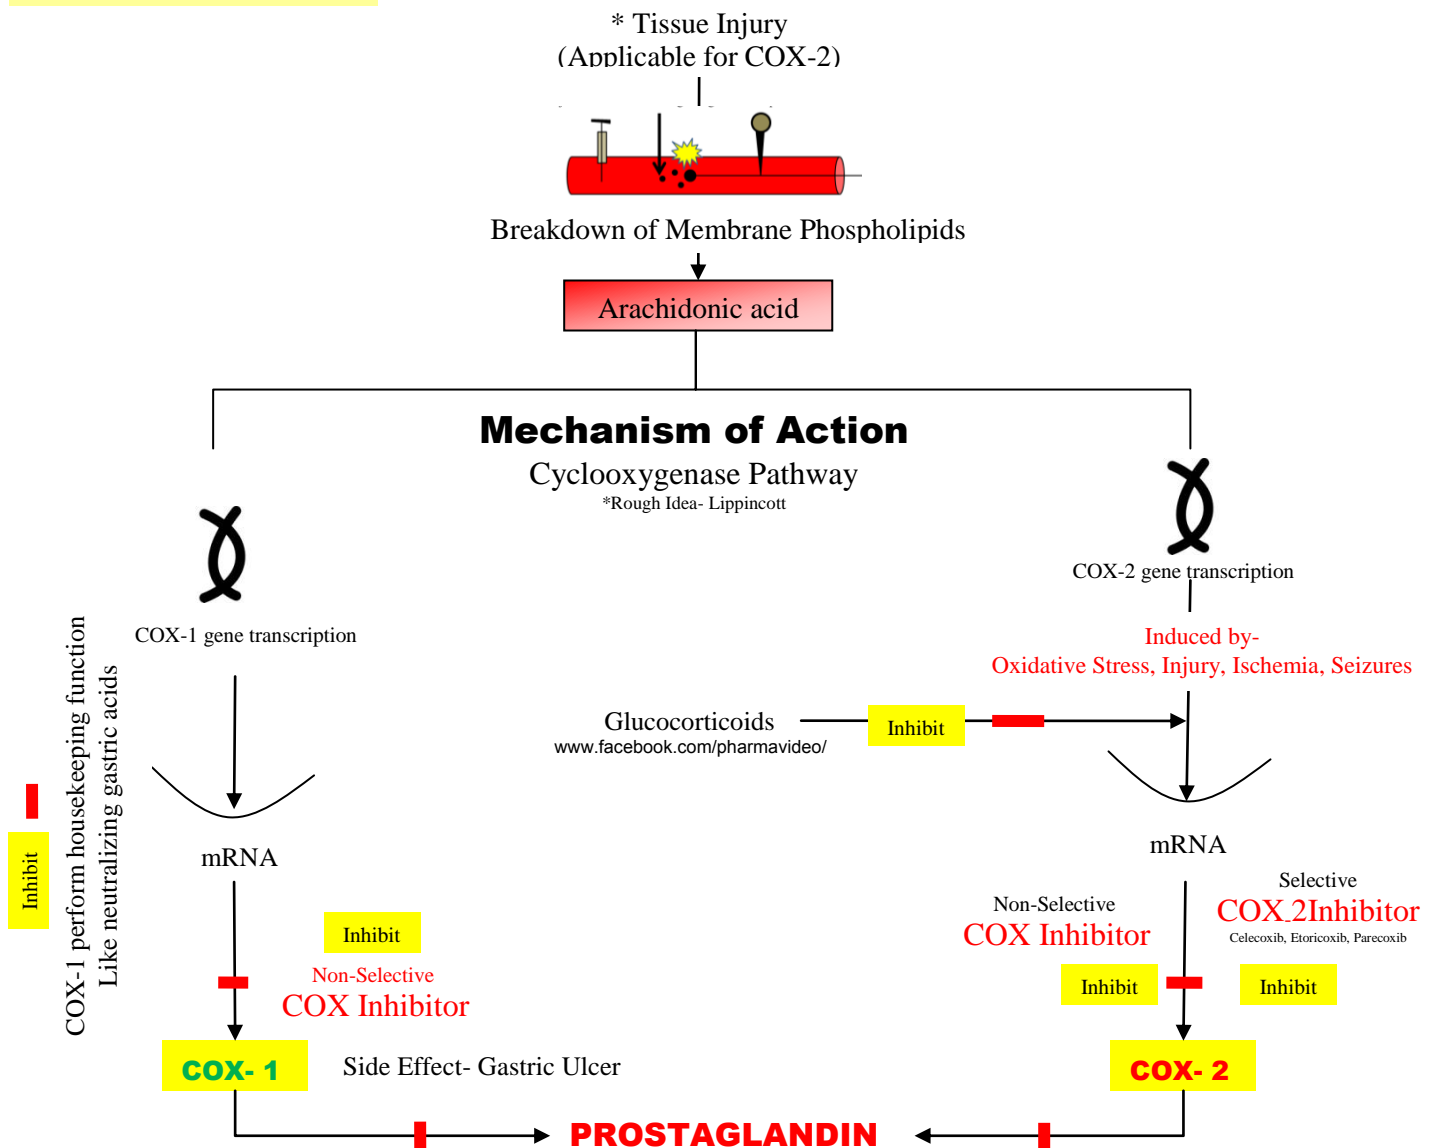 * Tissue Injury
(Applicable for COX-2)
Breakdown of Membrane Phospholipids
Arachidonic acid
Mechanism of Action
Cyclooxygenase Pathway
*Rough Idea- Lippincott
COX-1 gene transcription
COX-2 gene transcription
Induced by-
Oxidative Stress, Injury, Ischemia, Seizures
Glucocorticoids
www.facebook.com/pharmavideo/
Inhibit
COX-1 perform housekeeping function
Like neutralizing gastric acids
Inhibit
mRNA
mRNA
Inhibit
Non-Selective
COX Inhibitor
Non-Selective
COX Inhibitor
Selective
COX-2Inhibitor
Celecoxib, Etoricoxib, Parecoxib
Inhibit
Inhibit
COX- 1
Side Effect- Gastric Ulcer
COX- 2
PROSTAGLANDIN